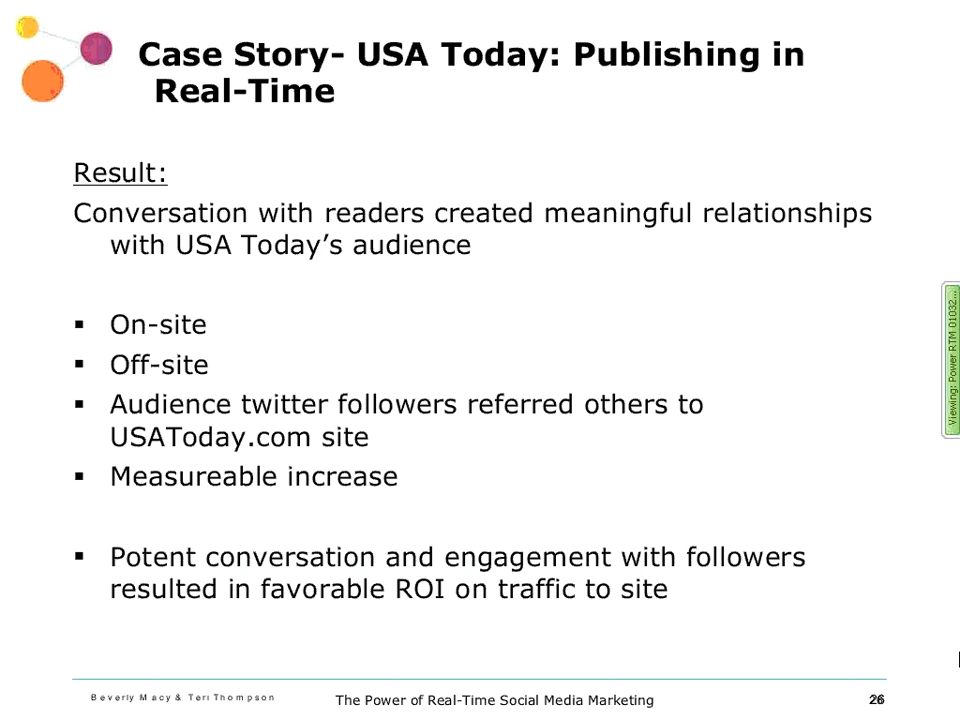 Case Story- USA Today: Publishing in
Real-Time
Result:
Conversation with readers created meaningful relationships
with USA Today’s audience
▪ On-site
▪ Off-site
▪ Audience twitter followers referred others to
USAToday.com site
▪ Measureable increase
▪ Potent conversation and engagement with followers
resulted in favorable ROI on traffic to site
Viewing: Power RTM 01032...
Beverly Macy & Teri Thompson
The Power of Real-Time Social Media Marketing
26